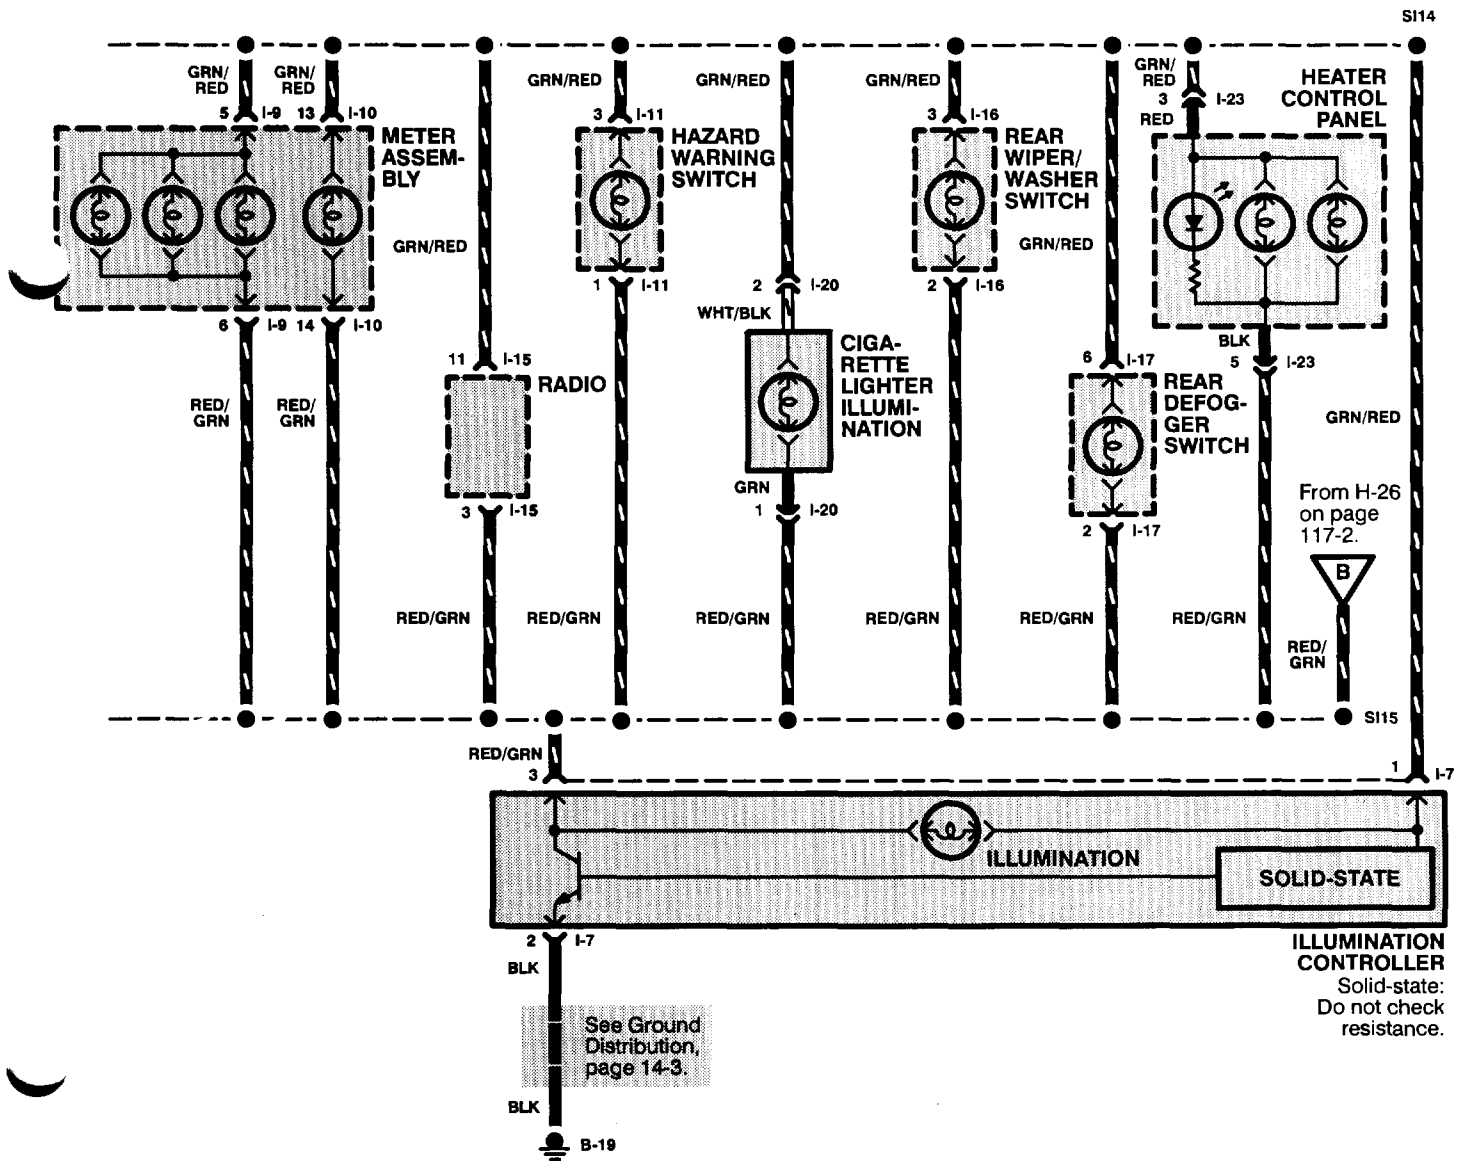 SI14
GRN/
RED
GRN/
RED
GRN/RED
GRN/RED
GRN/RED
GRN/
RED
HEATER
CONTROL
PANEL
5 I-9
13 I-10
3 I-11
3 I-16
3 I-23
RED
METER
ASSEM-
BLY
HAZARD
WARNING
SWITCH
REAR
WIPER/
WASHER
SWITCH
GRN/RED
GRN/RED
6 I-9
14 I-10
1 I-11
2 I-20
2 I-16
WHT/BLK
BLK
5 I-23
11 I-15
RADIO
CIGA-
RETTE
LIGHTER
ILLUMI-
NATION
6 I-17
REAR
DEFOG-
GER
SWITCH
RED/
GRN
RED/
GRN
GRN/RED
GRN
1 I-20
3 I-15
2 I-17
From H-26
on page
117-2.
B
RED/GRN
RED/GRN
RED/GRN
RED/GRN
RED/GRN
RED/GRN
RED/
GRN
SI15
RED/GRN
3
1
I-7
ILLUMINATION
SOLID-STATE
2 I-7
BLK
ILLUMINATION
CONTROLLER
Solid-state:
Do not check
resistance.
See Ground
Distribution,
page 14-3.
BLK
B-19